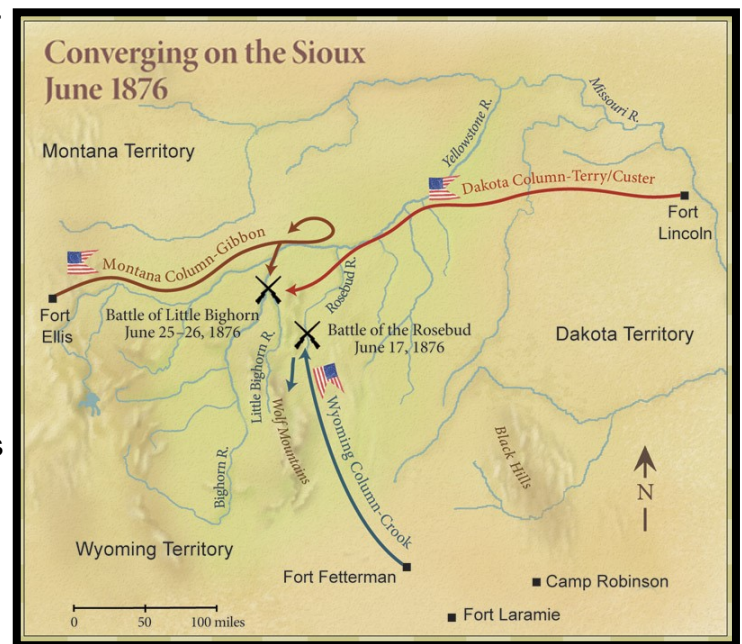 Converging on the Sioux
June 1876
Missouri R.
Yellowstone R.
Montana Territory
Dakota Column-Terry/Custer
Fort
Lincoln
Montana Column-Gibbon
Rosebud R.
Fort
Ellis
Battle of Little Bighorn
June 25–26, 1876
Battle of the Rosebud
June 17, 1876
Dakota Territory
Little Bighorn R.
Wolf Mountains
Wyoming Column-Crook
Black Hills
Bighorn R.
N
Wyoming Territory
Fort Fetterman
Camp Robinson
Fort Laramie
0 50 100 miles